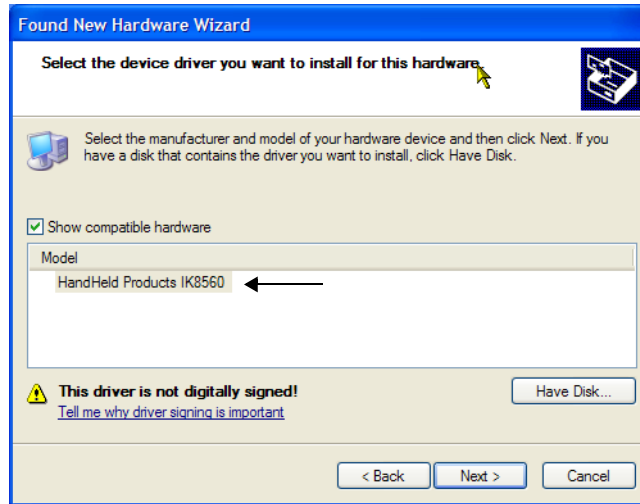 Found New Hardware Wizard
Select the device driver you want to install for this hardware.
Select the manufacturer and model of your hardware device and then click Next. If you
have a disk that contains the driver you want to install, click Have Disk.
Show compatible hardware
Model
HandHeld Products IK8560
This driver is not digitally signed!
Have Disk...
Tell me why driver signing is important
< Back
Next >
Cancel